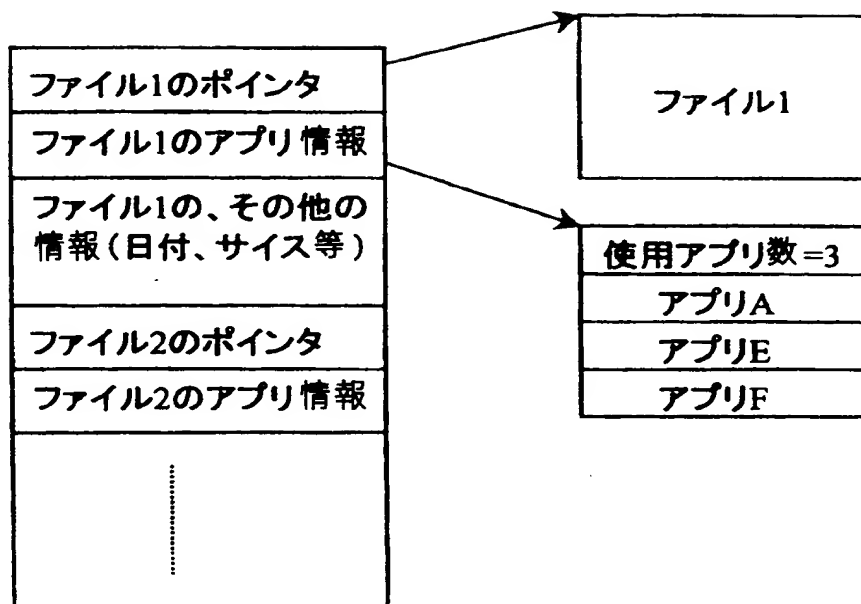 ファイル1のポインタ
ファイル1のアプリ情報
ファイル1の、その他の
情報(日付、サイズ等)
ファイル2のポインタ
ファイル2のアプリ情報
ファイル1
使用アプリ数=3
アプリA
アプリE
アプリF